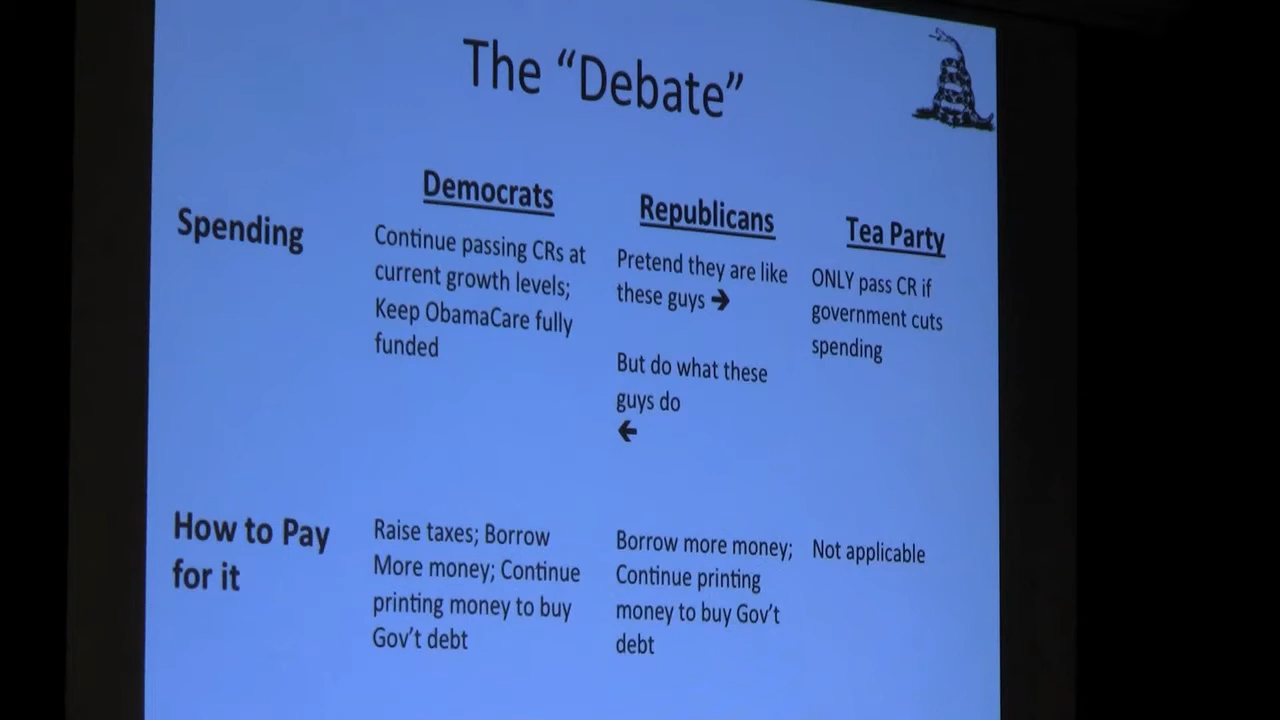 The “Debate”
Democrats
Republicans
Tea Party
Spending
Continue passing CRs at
current growth levels;
Keep ObamaCare fully
funded
Pretend they are like
these guys →
But do what these
guys do
←
ONLY pass CR if
government cuts
spending
How to Pay
for it
Raise taxes; Borrow
More money; Continue
printing money to buy
Gov’t debt
Borrow more money;
Continue printing
money to buy Gov’t
debt
Not applicable